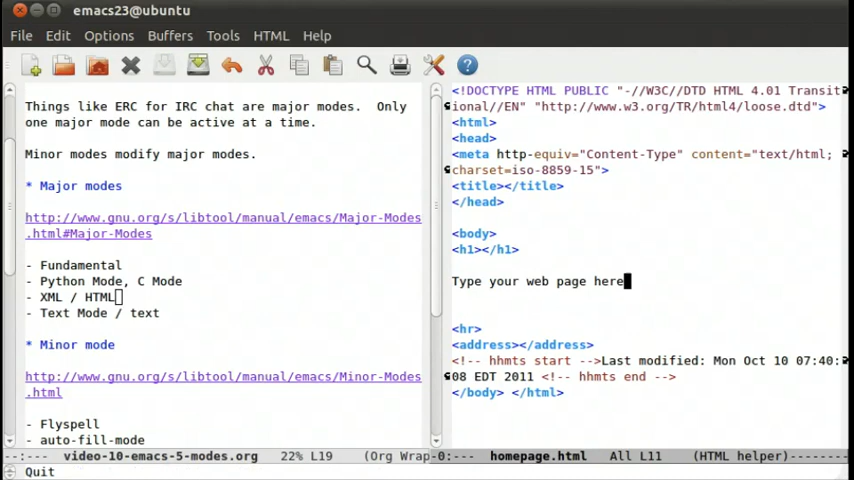 emacs23@ubuntu
File Edit Options Buffers Tools HTML Help
Things like ERC for IRC chat are major modes.  Only
one major mode can be active at a time.
Minor modes modify major modes.
* Major modes
http://www.gnu.org/s/libtool/manual/emacs/Major-Modes
.html#Major-Modes
- Fundamental
- Python Mode, C Mode
- XML / HTML
- Text Mode / text
* Minor mode
http://www.gnu.org/s/libtool/manual/emacs/Minor-Modes
.html
- Flyspell
- auto-fill-mode
--:---  video-10-emacs-5-modes.org   22% L19    (Org Wrap
<!DOCTYPE HTML PUBLIC "-//W3C//DTD HTML 4.01 Transit
ional//EN" "http://www.w3.org/TR/html4/loose.dtd">
<html>
<head>
<meta http-equiv="Content-Type" content="text/html;
charset=iso-8859-15">
<title></title>
</head>
<body>
<h1></h1>
Type your web page here
<hr>
<address></address>
<!-- hhmts start -->Last modified: Mon Oct 10 07:40:
08 EDT 2011 <!-- hhmts end -->
</body> </html>
-0:---  homepage.html   All L11    (HTML helper)--------
Quit